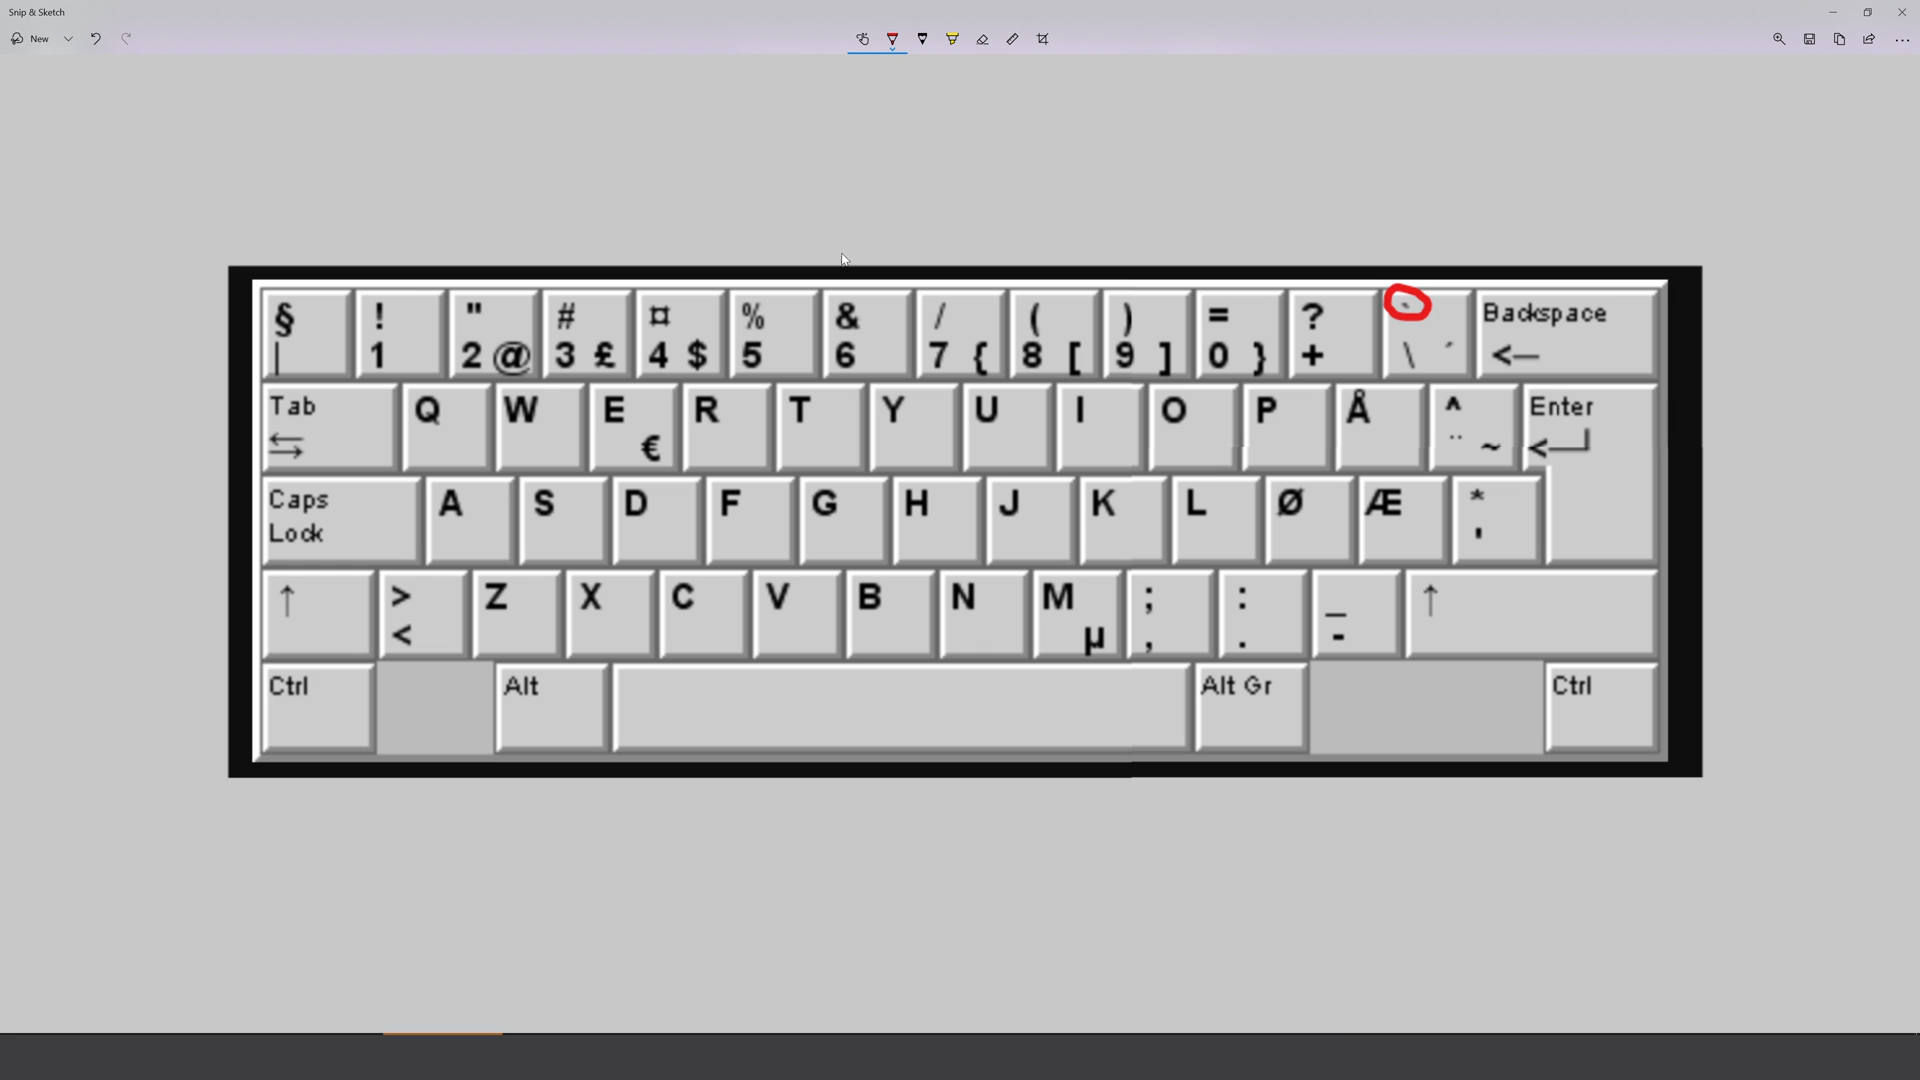 Snip & Sketch
New
§ ! " # ¤ % & / ( ) = ? ` Backspace
| 1 2 @ 3 £ 4 $ 5 6 7 { 8 [ 9 ] 0 } + \ ´ <—
Tab Q W E R T Y U I O P Å ^ Enter
€ ¨ ~
Caps A S D F G H J K L Ø Æ *
Lock '
↑ > Z X C V B N M ; : _ ↑
< µ , . -
Ctrl Alt Alt Gr Ctrl